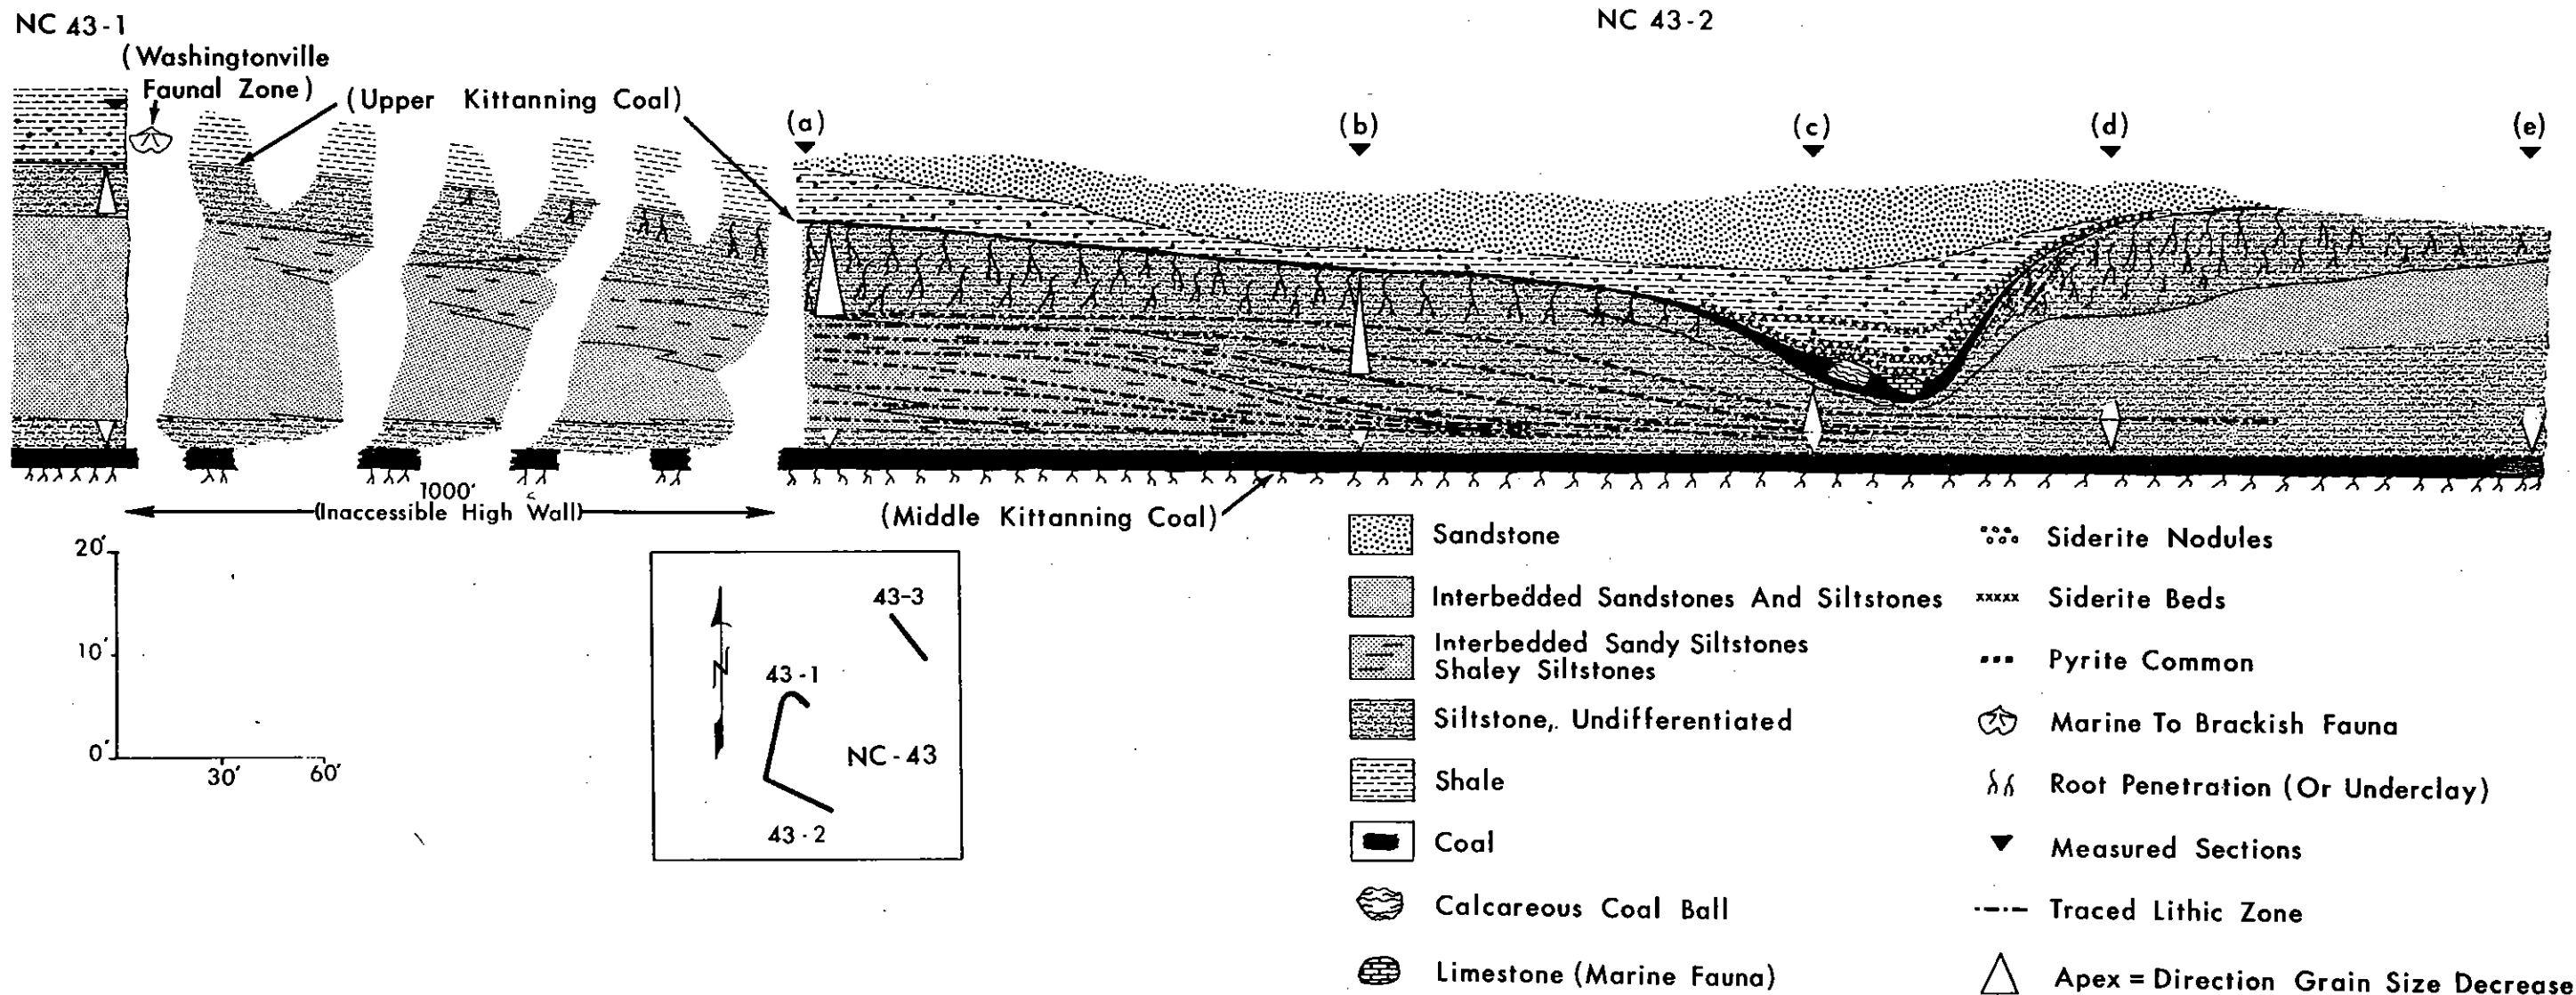 NC 43-1
NC 43-2
(Washingtonville
Faunal Zone)
(Upper Kittanning Coal)
(a)
(b)
(c)
(d)
(e)
1000'
(Inaccessible High Wall)
(Middle Kittanning Coal)
20'
10'
0'
30'
60'
N
43-3
43-1
NC-43
43-2
Sandstone
Interbedded Sandstones And Siltstones
Interbedded Sandy Siltstones
Shaley Siltstones
Siltstone, Undifferentiated
Shale
Coal
Calcareous Coal Ball
Limestone (Marine Fauna)
Siderite Nodules
Siderite Beds
Pyrite Common
Marine To Brackish Fauna
Root Penetration (Or Underclay)
Measured Sections
Traced Lithic Zone
Apex = Direction Grain Size Decrease